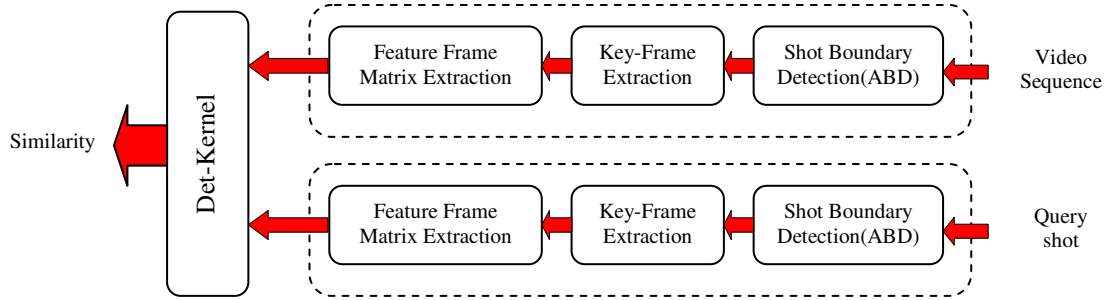 Feature Frame
Matrix Extraction
Key-Frame
Extraction
Shot Boundary
Detection(ABD)
Video
Sequence
Similarity
Det-Kernel
Feature Frame
Matrix Extraction
Key-Frame
Extraction
Shot Boundary
Detection(ABD)
Query
shot